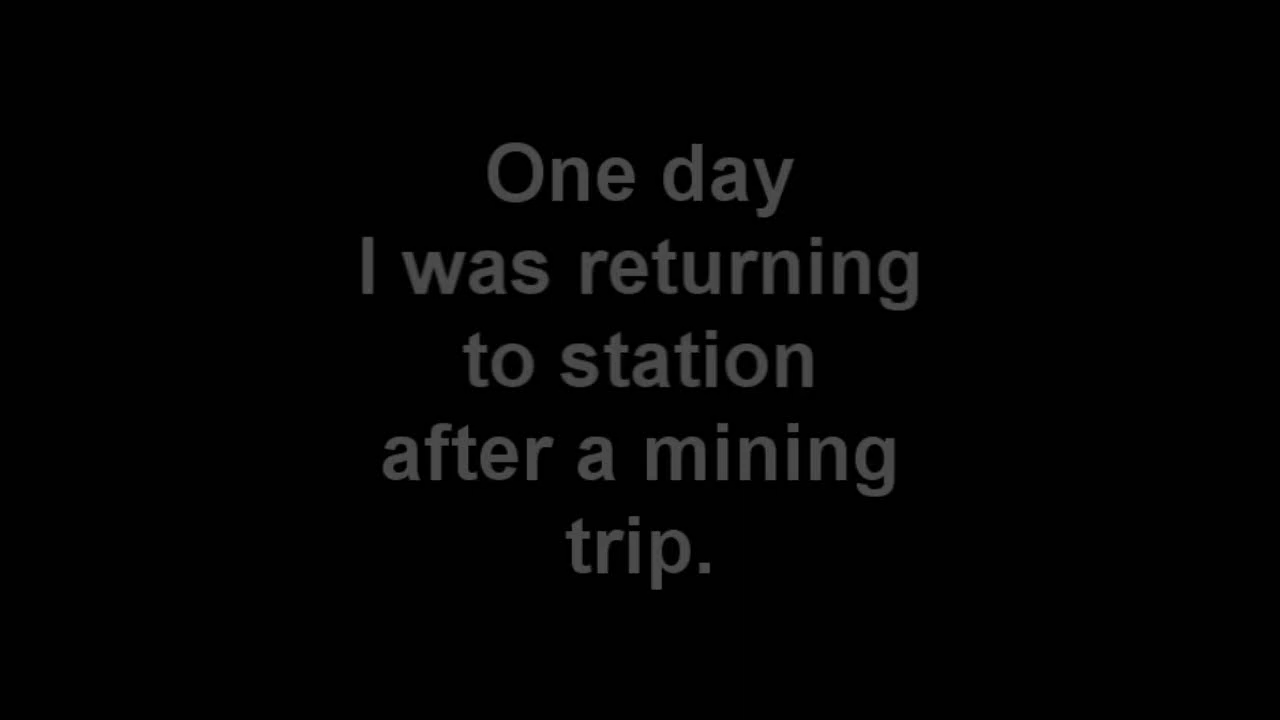 One day
I was returning
to station
after a mining
trip.